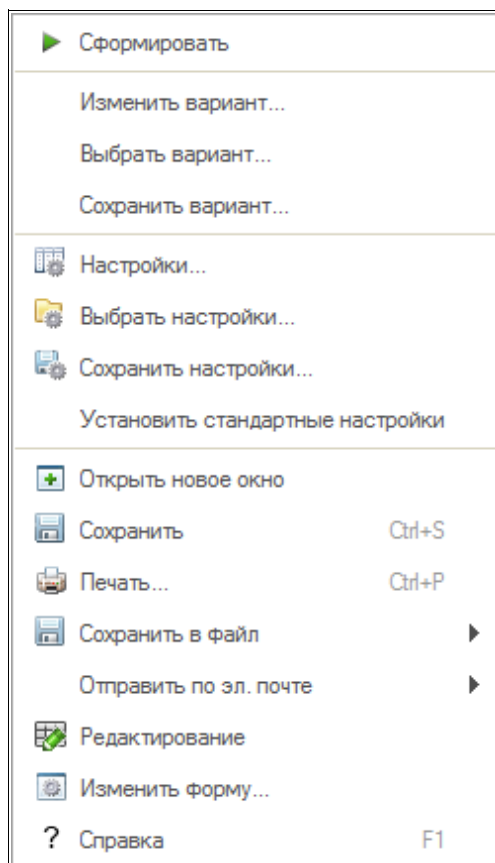 Сформировать
Изменить вариант...
Выбрать вариант...
Сохранить вариант...
Настройки...
Выбрать настройки...
Сохранить настройки...
Установить стандартные настройки
Открыть новое окно
Сохранить Ctrl+S
Печать... Ctrl+P
Сохранить в файл
Отправить по эл. почте
Редактирование
Изменить форму...
? Справка F1